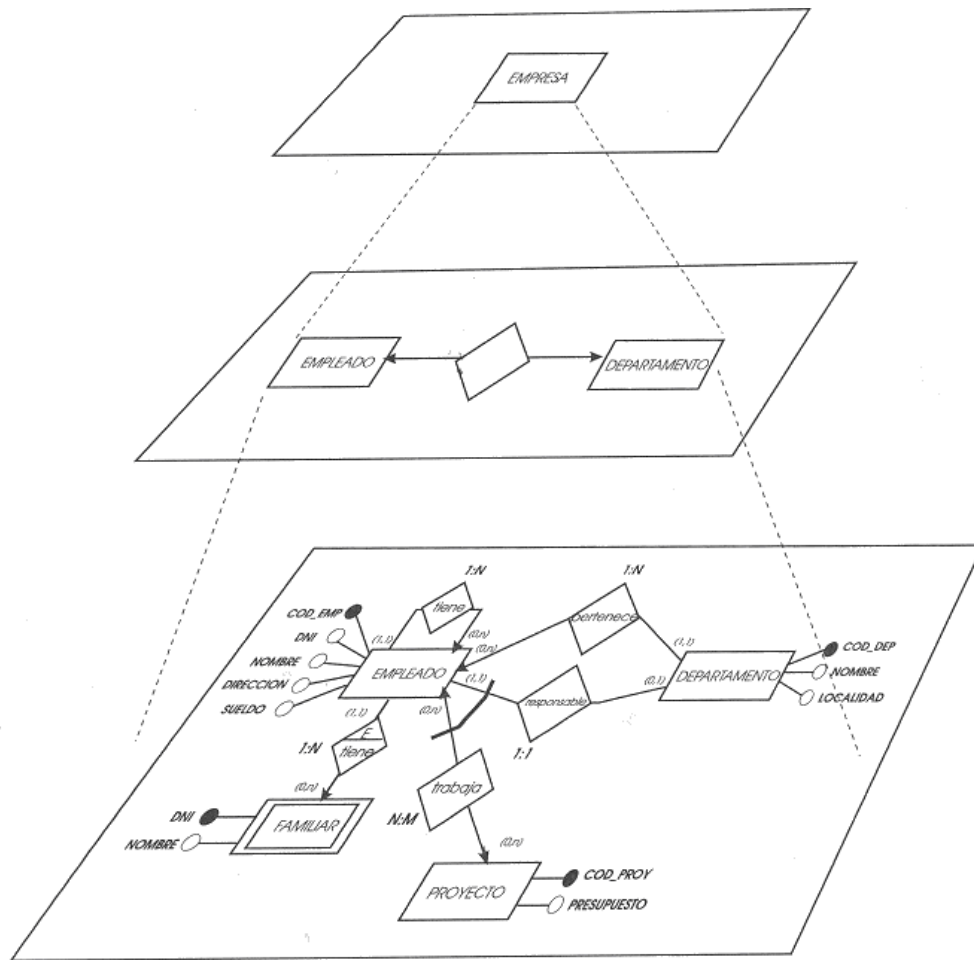 EMPRESA
EMPLEADO
DEPARTAMENTO
1:N
1:N
COD_EMP
tiene
DNI
(1,1)
(0,n)
(0,n)
pertenece
(1,1)
COD_DEP
NOMBRE
EMPLEADO
(1,1)
DEPARTAMENTO
NOMBRE
DIRECCION
(0,1)
LOCALIDAD
SUELDO
(1,1)
(0,n)
responsable
E
1:N
tiene
1:1
(0,n)
trabaja
DNI
N:M
FAMILIAR
NOMBRE
(0,n)
COD_PROY
PROYECTO
PRESUPUESTO